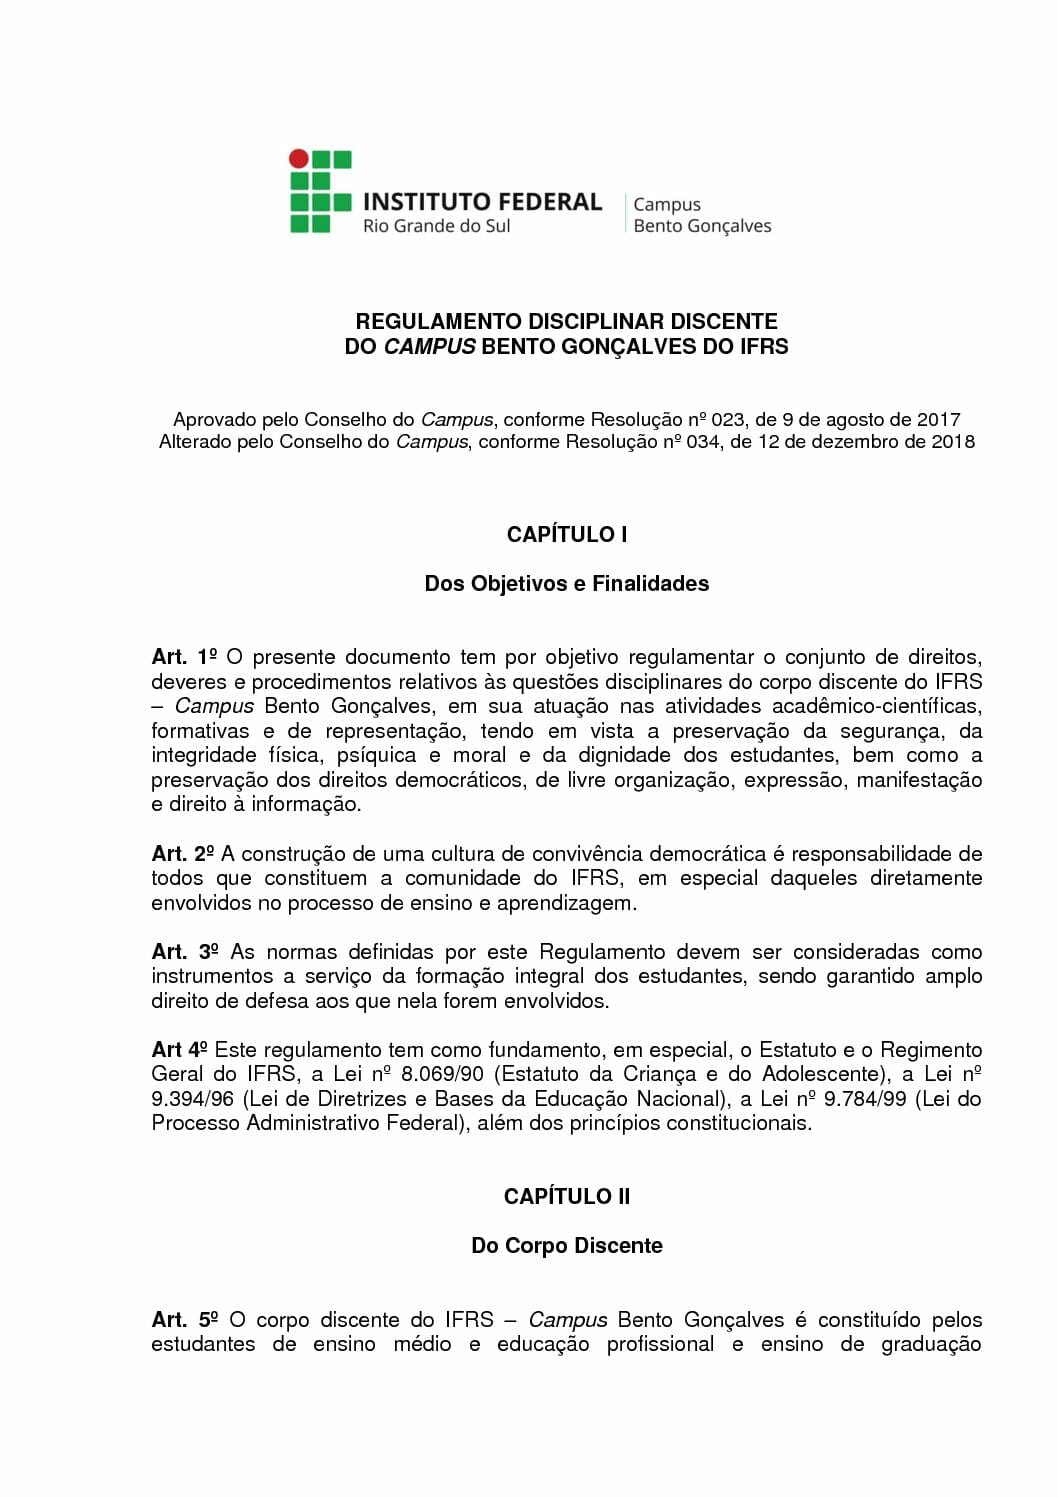 INSTITUTO FEDERAL
Rio Grande do Sul
Campus
Bento Gonçalves
REGULAMENTO DISCIPLINAR DISCENTE
DO CAMPUS BENTO GONÇALVES DO IFRS
Aprovado pelo Conselho do Campus, conforme Resolução nº 023, de 9 de agosto de 2017
Alterado pelo Conselho do Campus, conforme Resolução nº 034, de 12 de dezembro de 2018
CAPÍTULO I
Dos Objetivos e Finalidades
Art. 1º O presente documento tem por objetivo regulamentar o conjunto de direitos,
deveres e procedimentos relativos às questões disciplinares do corpo discente do IFRS
– Campus Bento Gonçalves, em sua atuação nas atividades acadêmico-científicas,
formativas e de representação, tendo em vista a preservação da segurança, da
integridade física, psíquica e moral e da dignidade dos estudantes, bem como a
preservação dos direitos democráticos, de livre organização, expressão, manifestação
e direito à informação.
Art. 2º A construção de uma cultura de convivência democrática é responsabilidade de
todos que constituem a comunidade do IFRS, em especial daqueles diretamente
envolvidos no processo de ensino e aprendizagem.
Art. 3º As normas definidas por este Regulamento devem ser consideradas como
instrumentos a serviço da formação integral dos estudantes, sendo garantido amplo
direito de defesa aos que nela forem envolvidos.
Art 4º Este regulamento tem como fundamento, em especial, o Estatuto e o Regimento
Geral do IFRS, a Lei nº 8.069/90 (Estatuto da Criança e do Adolescente), a Lei nº
9.394/96 (Lei de Diretrizes e Bases da Educação Nacional), a Lei nº 9.784/99 (Lei do
Processo Administrativo Federal), além dos princípios constitucionais.
CAPÍTULO II
Do Corpo Discente
Art. 5º O corpo discente do IFRS – Campus Bento Gonçalves é constituído pelos
estudantes de ensino médio e educação profissional e ensino de graduação